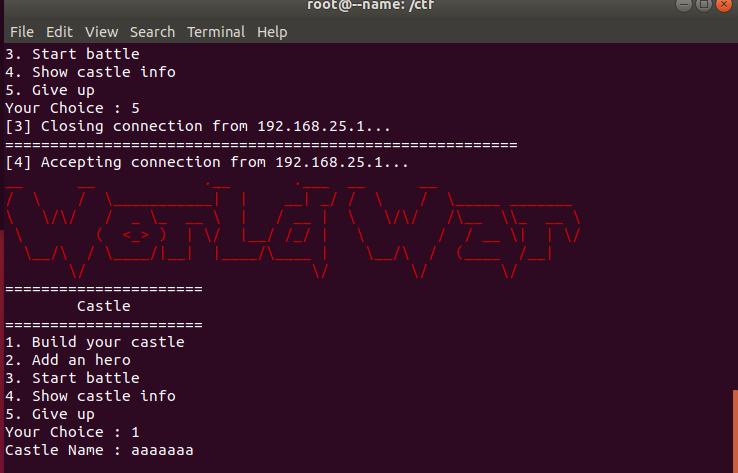 root@--name: /ctf
File Edit View Search Terminal Help
3. Start battle
4. Show castle info
5. Give up
Your Choice : 5
[3] Closing connection from 192.168.25.1...
=========================================================
[4] Accepting connection from 192.168.25.1...
World War
======================
Castle
======================
1. Build your castle
2. Add an hero
3. Start battle
4. Show castle info
5. Give up
Your Choice : 1
Castle Name : aaaaaaa